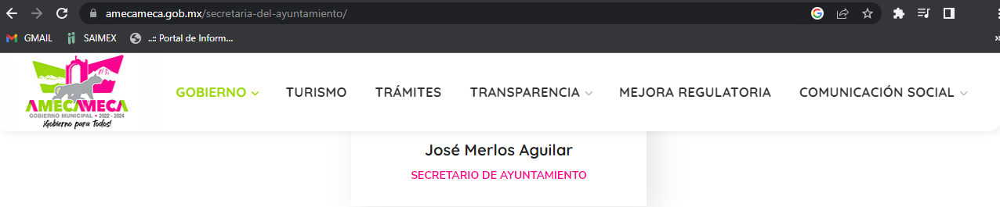 amecameca.gob.mx/secretaria-del-ayuntamiento/
GMAIL SAIMEX ..:: Portal de Inform...
AMECAMECA
GOBIERNO MUNICIPAL • 2022 - 2024
¡Gobierno para Todos!
GOBIERNO TURISMO TRÁMITES TRANSPARENCIA MEJORA REGULATORIA COMUNICACIÓN SOCIAL
José Merlos Aguilar
SECRETARIO DE AYUNTAMIENTO